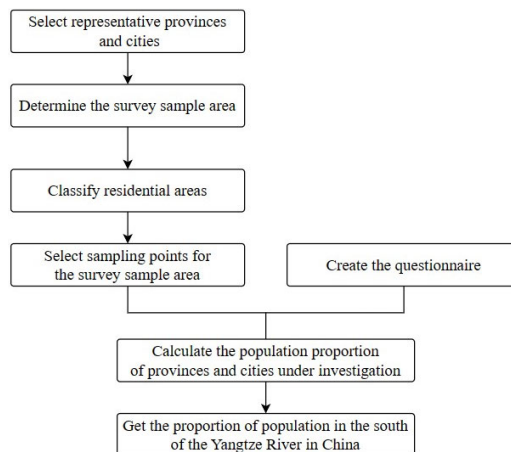 Select representative provinces
and cities
Determine the survey sample area
Classify residential areas
Select sampling points for
the survey sample area
Create the questionnaire
Calculate the population proportion
of provinces and cities under investigation
Get the proportion of population in the south
of the Yangtze River in China